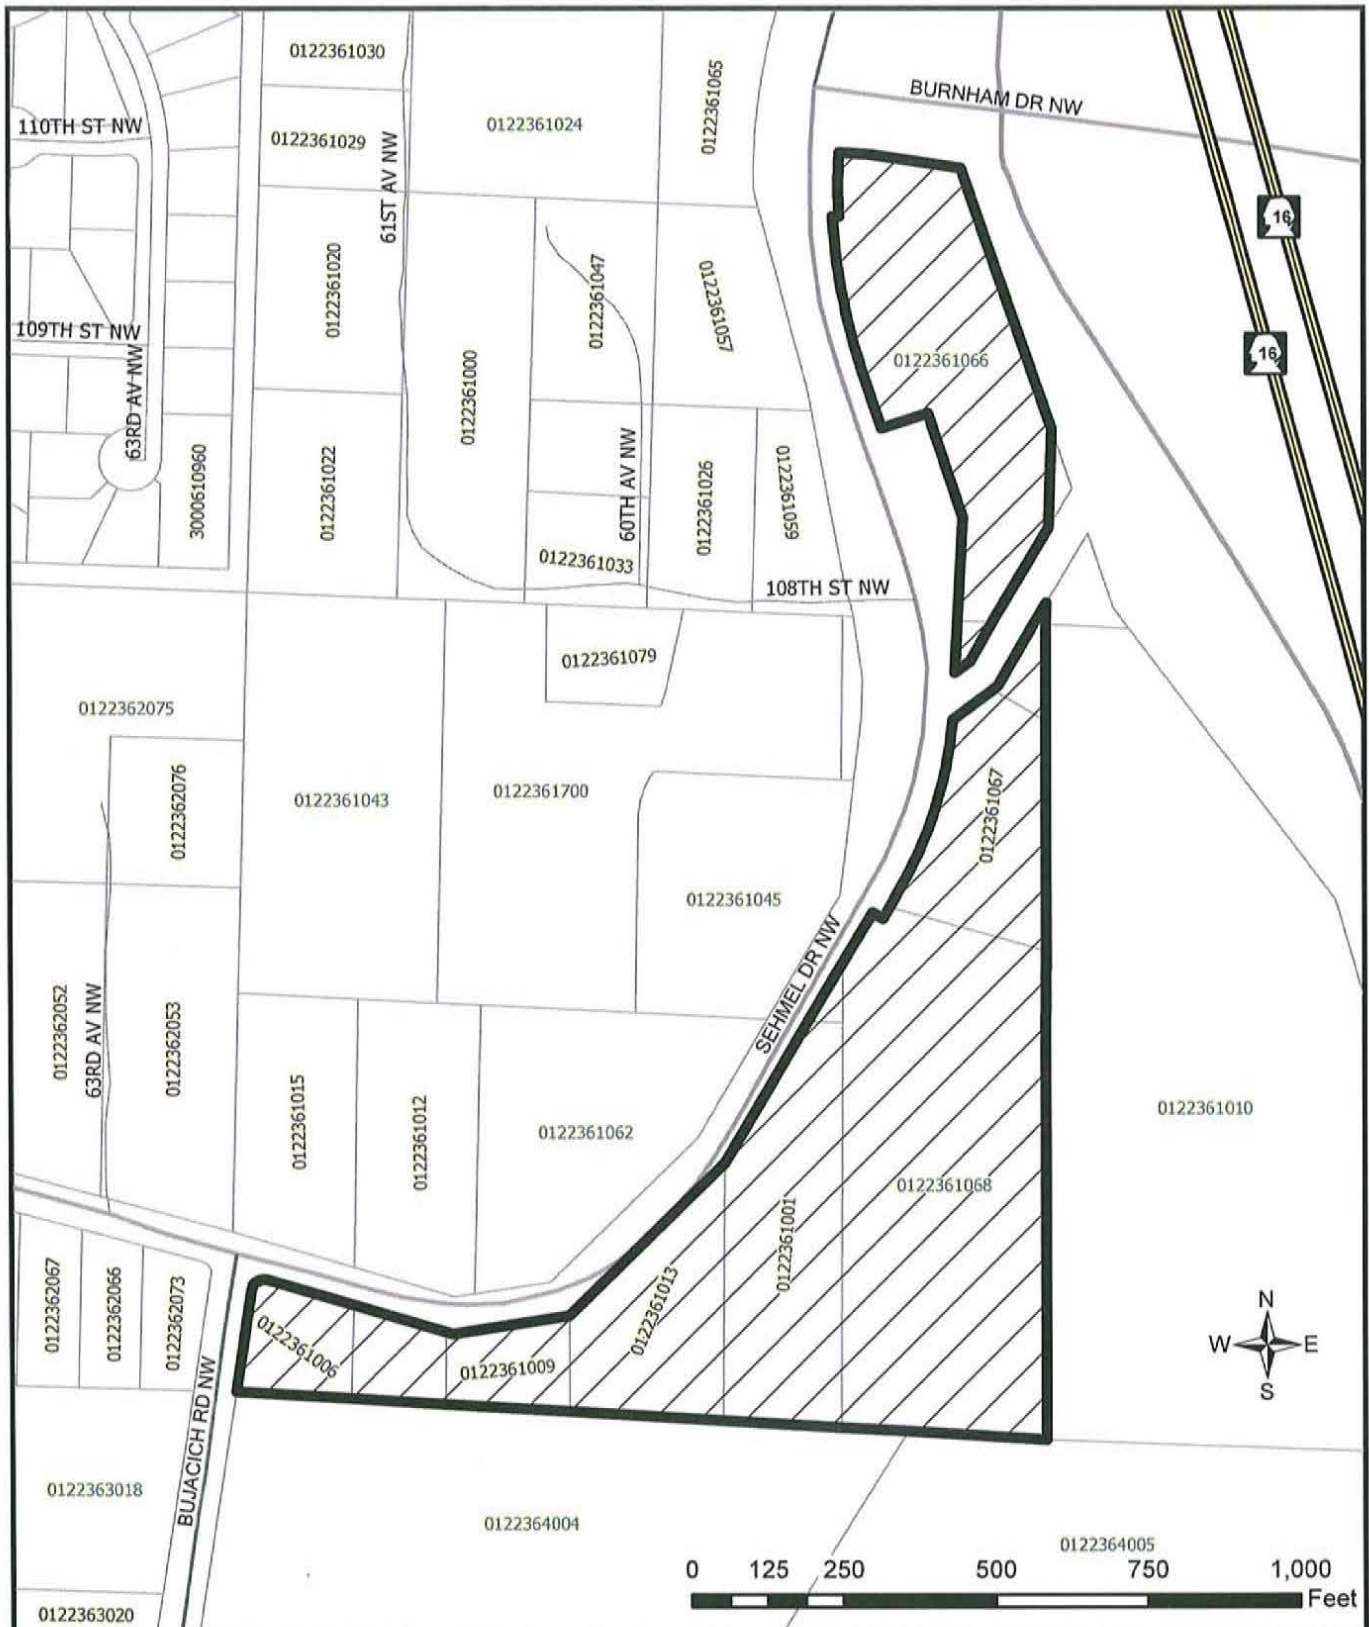 0122361030
0122361029
0122361024
0122361065
BURNHAM DR NW
110TH ST NW
61ST AV NW
16
0122361020
0122361047
0122361057
109TH ST NW
63RD AV NW
16
0122361066
0122361000
3000610960
0122361022
60TH AV NW
0122361026
0122361059
0122361033
108TH ST NW
0122361079
0122362075
0122362076
0122361043
0122361700
0122361067
0122361045
SEHMEL DR NW
0122362052
63RD AV NW
0122362053
0122361015
0122361012
0122361062
0122361010
0122361068
0122361001
0122361013
0122362067
0122362066
0122362073
0122361006
0122361009
N
W E
S
BUJACICH RD NW
0122363018
0122364004
0122364005
0 125 250 500 750 1,000
Feet
0122363020